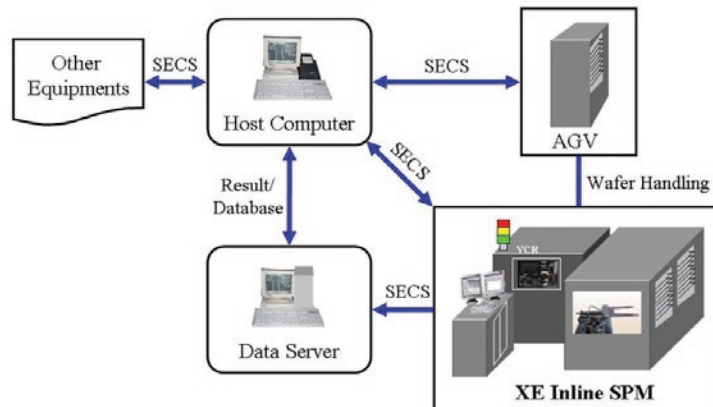 Other
Equipments
SECS
Host Computer
SECS
AGV
SECS
Wafer Handling
Result/
Database
VCR
SECS
Data Server
XE Inline SPM